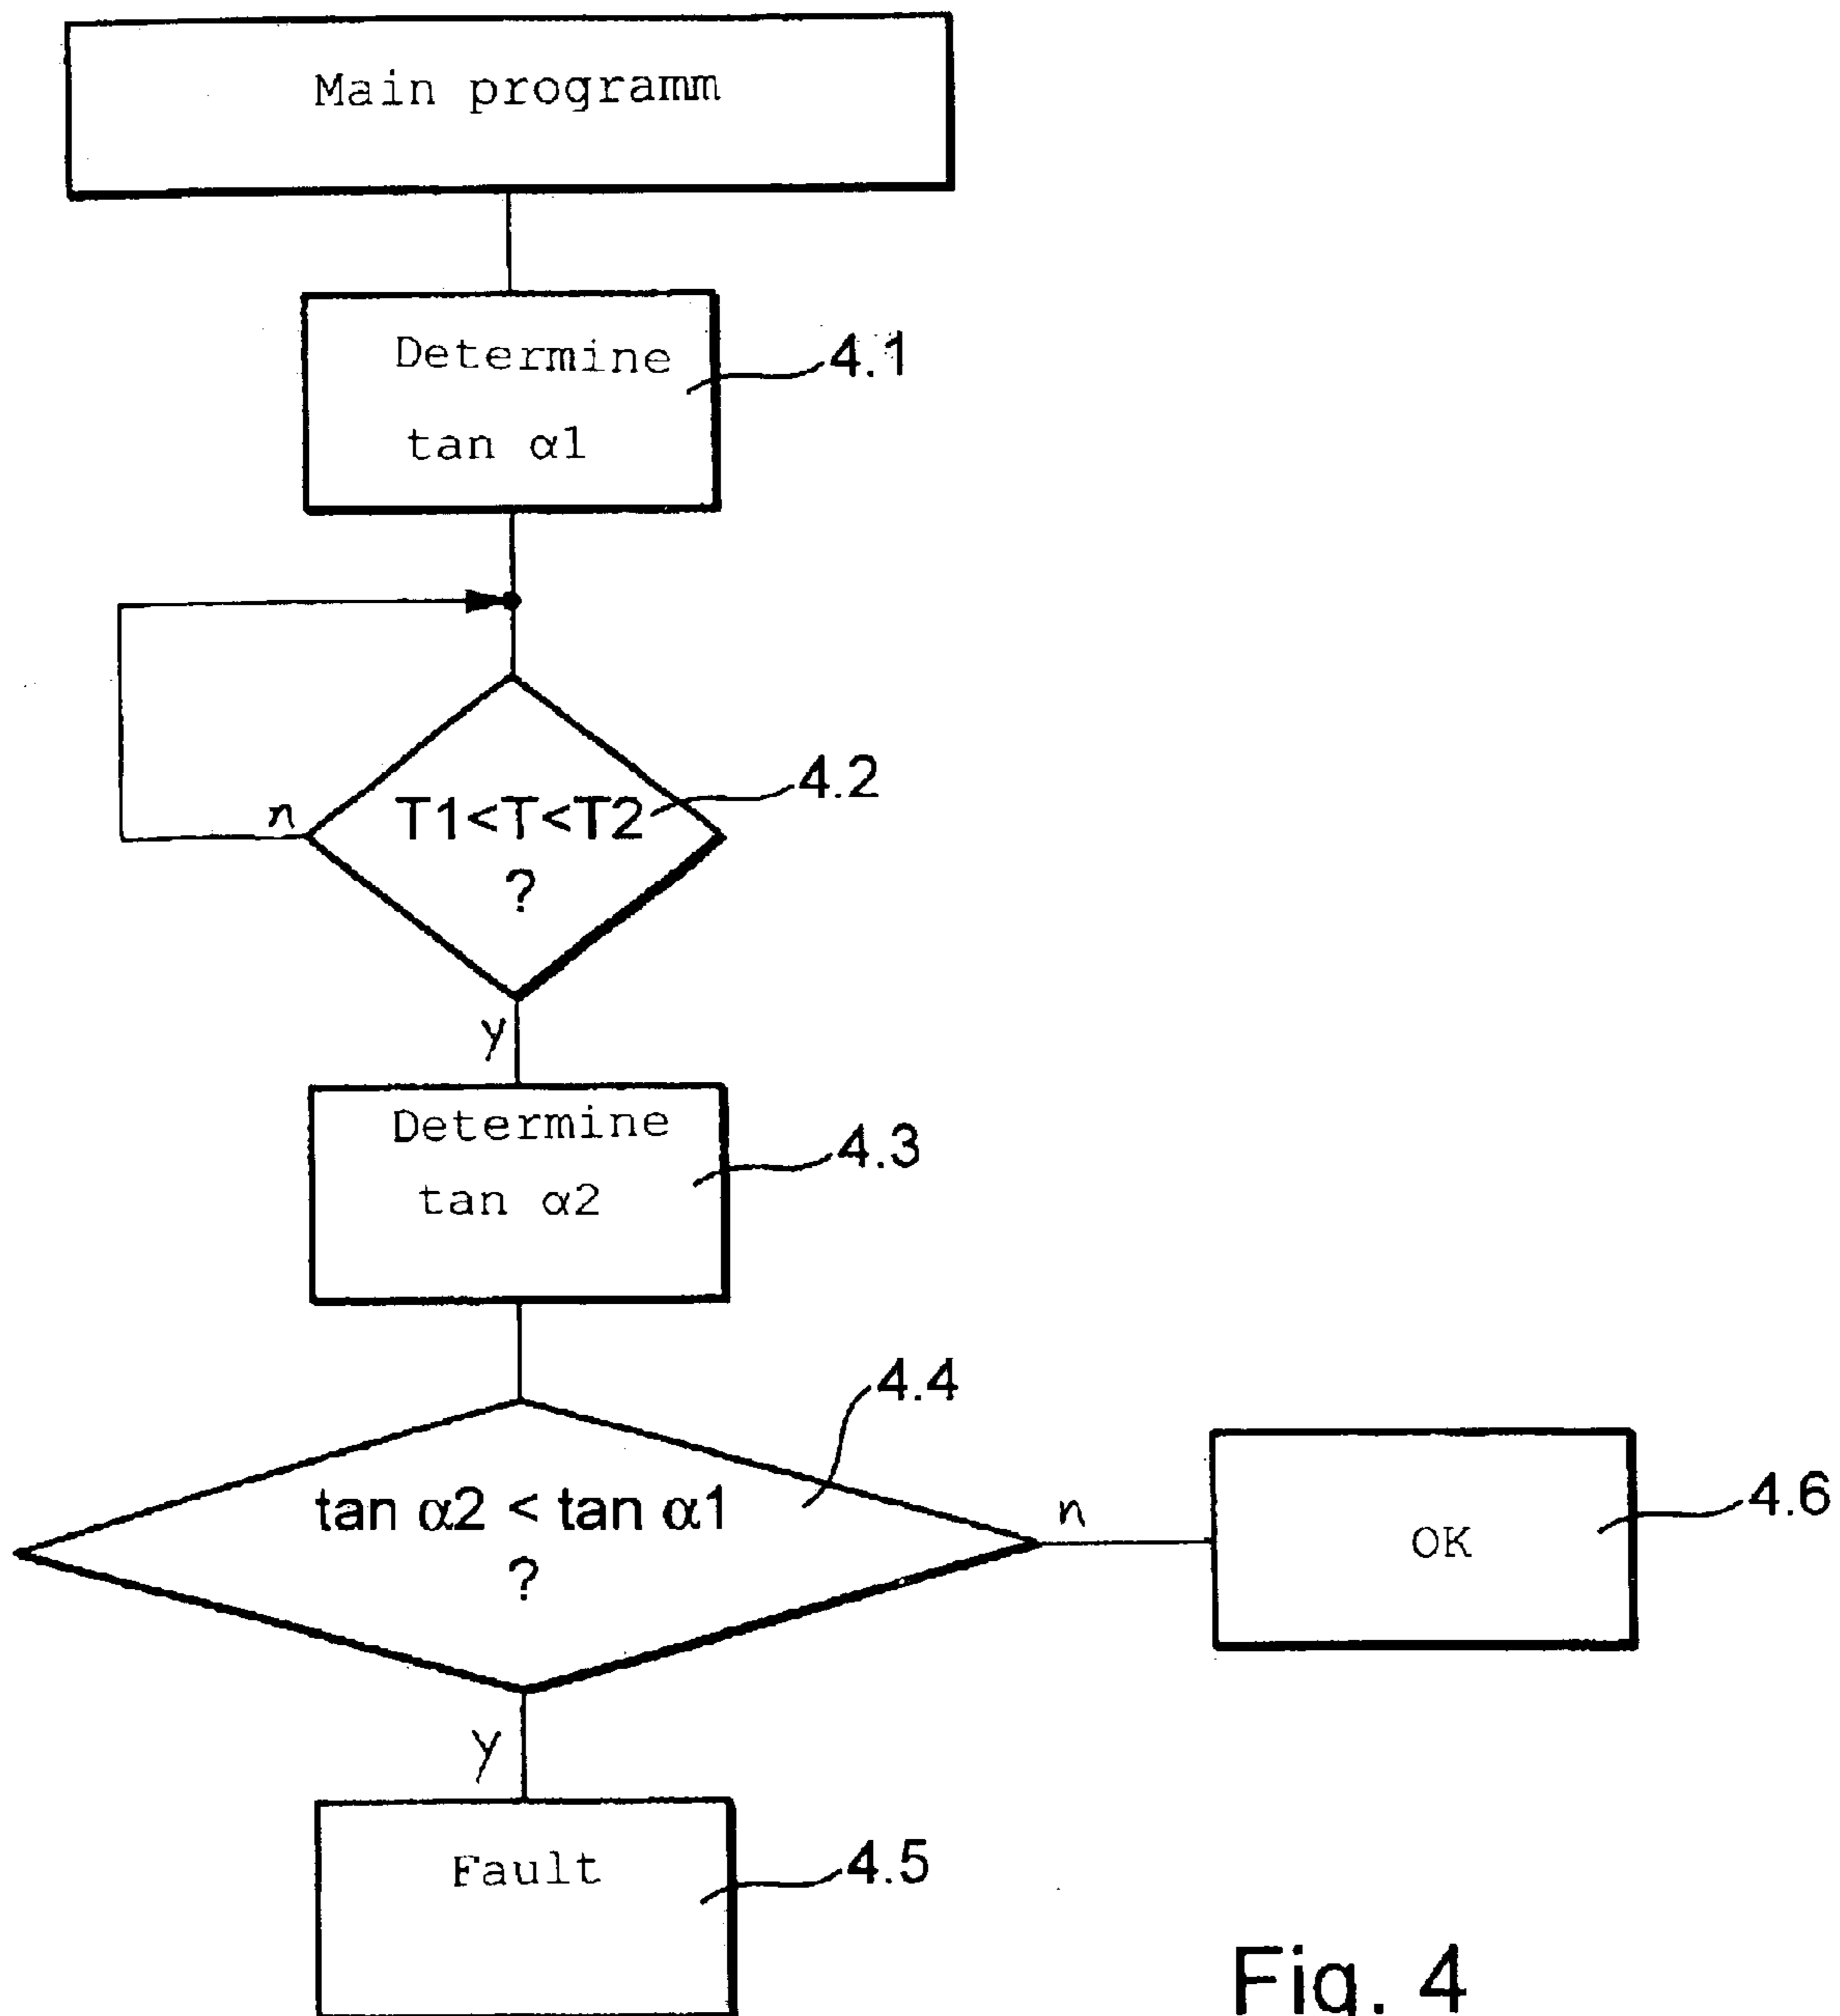 Main programm
Determine
tan α1
4.1
T1<T<T2
?
4.2
n
y
Determine
tan α2
4.3
tan α2 < tan α1
?
4.4
n
OK
4.6
y
Fault
4.5
Fig. 4